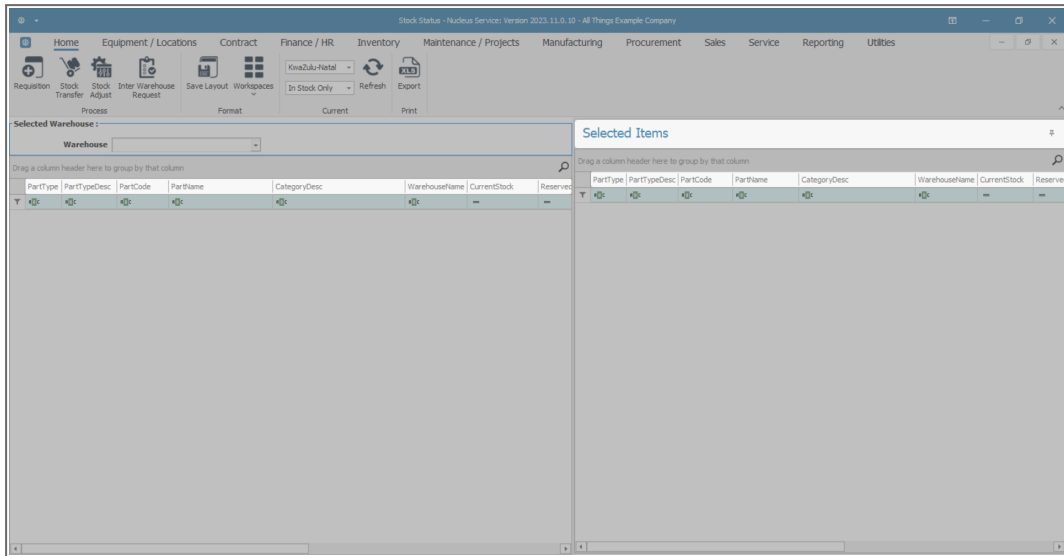 Stock Status - Nucleus Service: Version 2023.11.0.10 - All Things Example Company
Home Equipment / Locations Contract Finance / HR Inventory Maintenance / Projects Manufacturing Procurement Sales Service Reporting Utilities
KwaZulu-Natal
In Stock Only
XLS
Requisition Stock Transfer Stock Adjust Inter Warehouse Request Save Layout Workspaces Refresh Export
Process Format Current Print
Selected Warehouse :
Warehouse
Drag a column header here to group by that column
PartType PartTypeDesc PartCode PartName CategoryDesc WarehouseName CurrentStock Reserved
Selected Items
Drag a column header here to group by that column
PartType PartTypeDesc PartCode PartName CategoryDesc WarehouseName CurrentStock Reserve